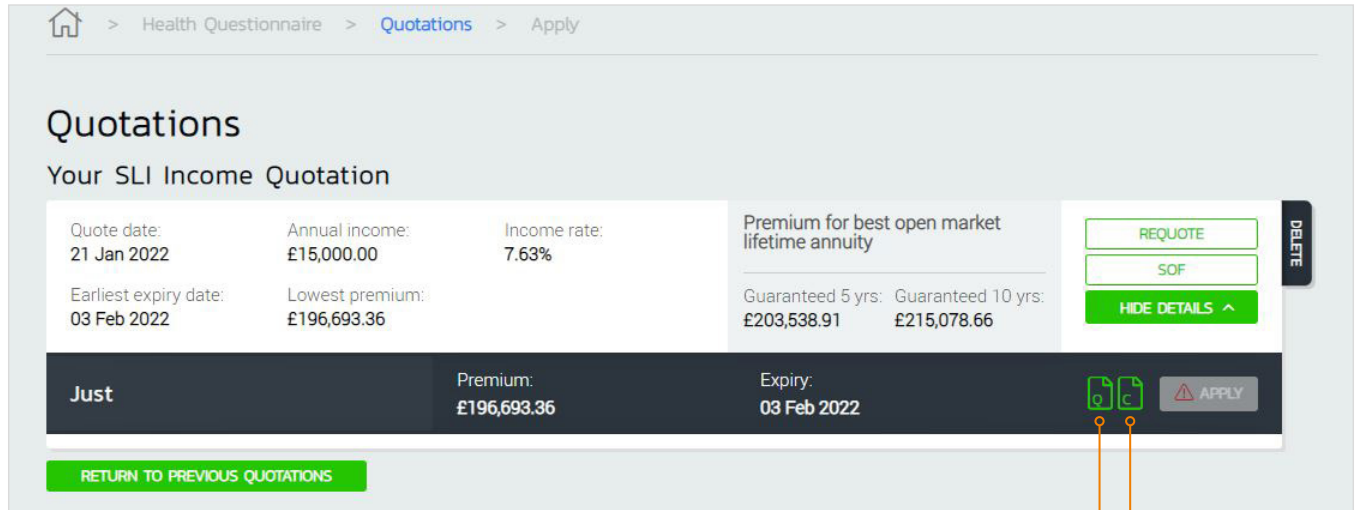 > Health Questionnaire > Quotations > Apply
Quotations
Your SLI Income Quotation
Quote date:
21 Jan 2022
Annual income:
£15,000.00
Income rate:
7.63%
Earliest expiry date:
03 Feb 2022
Lowest premium:
£196,693.36
Premium for best open market
lifetime annuity
Guaranteed 5 yrs:
£203,538.91
Guaranteed 10 yrs:
£215,078.66
REQUOTE
SOF
HIDE DETAILS
DELETE
Just
Premium:
£196,693.36
Expiry:
03 Feb 2022
Q
C
APPLY
RETURN TO PREVIOUS QUOTATIONS